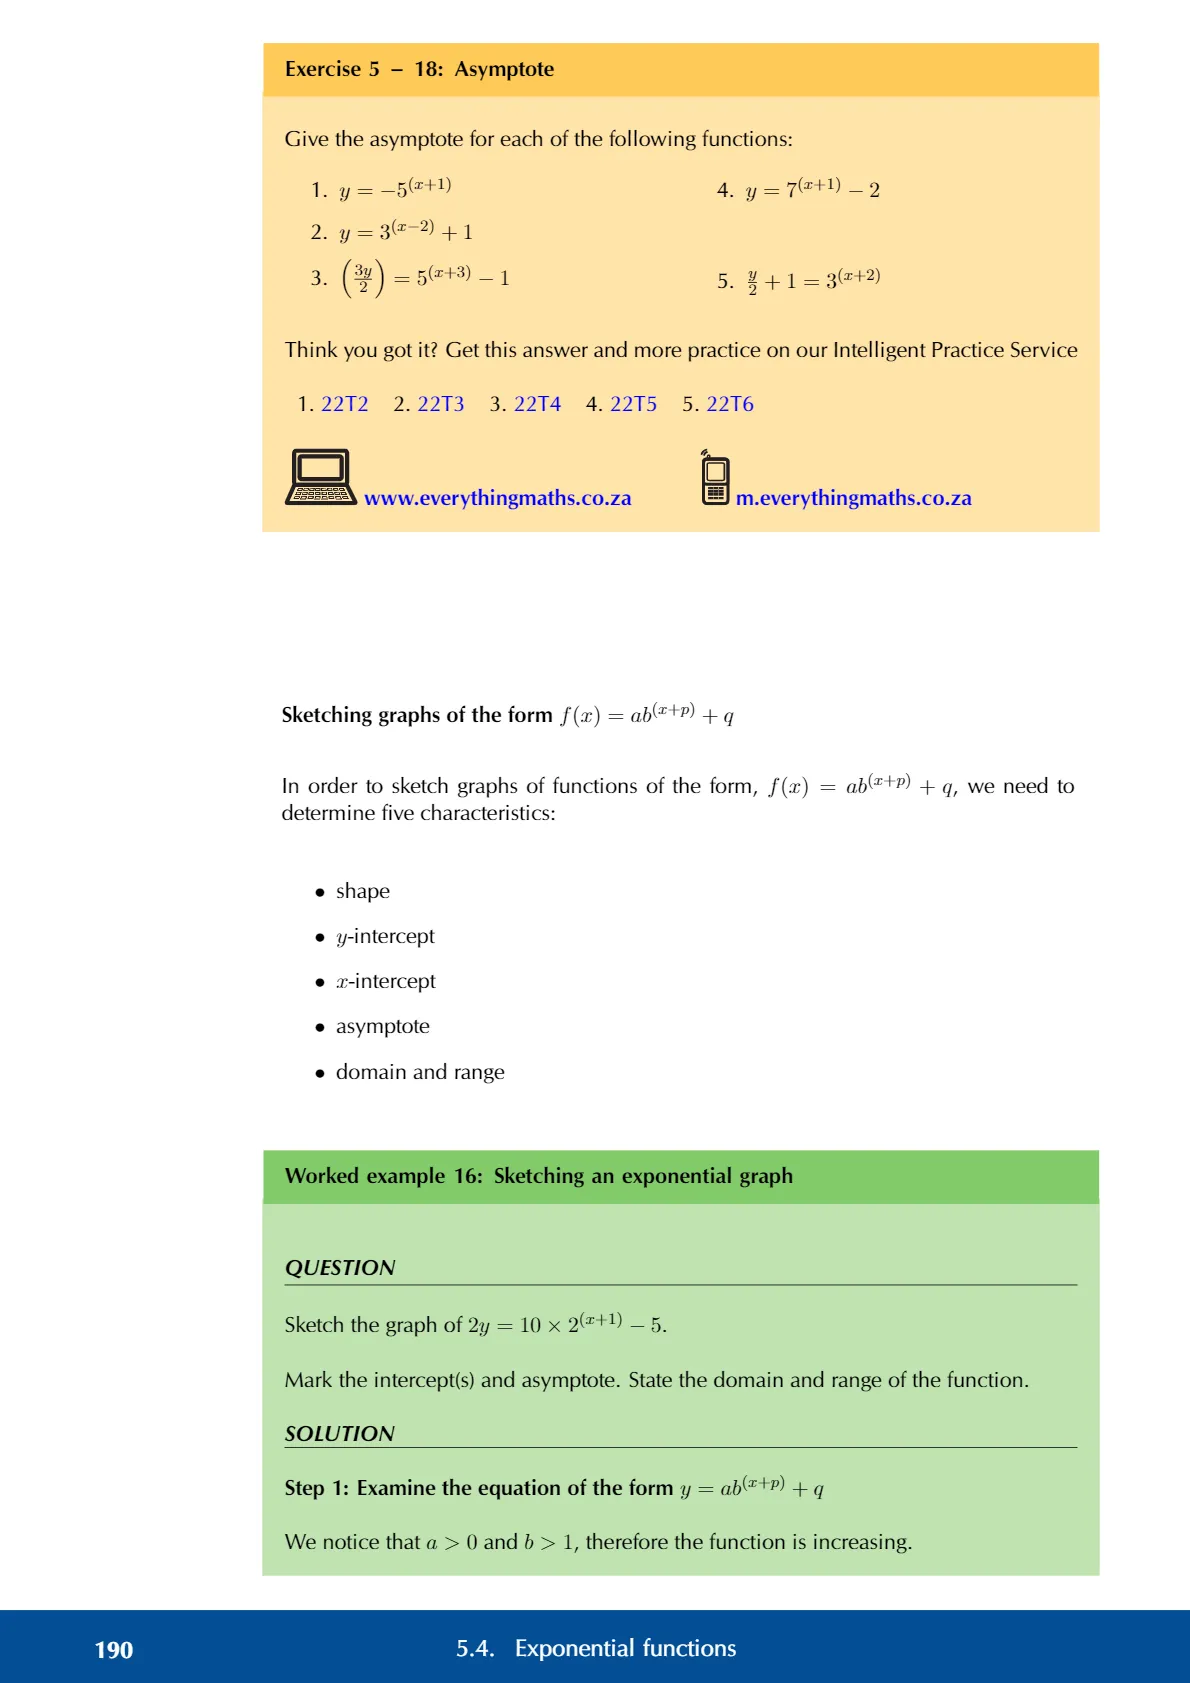 Exercise 5 – 18: Asymptote
Give the asymptote for each of the following functions:
1. y = −5^(x+1)
2. y = 3^(x−2) + 1
3. (3y/2) = 5^(x+3) − 1
4. y = 7^(x+1) − 2
5. y/2 + 1 = 3^(x+2)
Think you got it? Get this answer and more practice on our Intelligent Practice Service
1. 22T2 2. 22T3 3. 22T4 4. 22T5 5. 22T6
www.everythingmaths.co.za m.everythingmaths.co.za
Sketching graphs of the form f(x) = ab^(x+p) + q
In order to sketch graphs of functions of the form, f(x) = ab^(x+p) + q, we need to
determine five characteristics:
• shape
• y-intercept
• x-intercept
• asymptote
• domain and range
Worked example 16: Sketching an exponential graph
QUESTION
Sketch the graph of 2y = 10 × 2^(x+1) − 5.
Mark the intercept(s) and asymptote. State the domain and range of the function.
SOLUTION
Step 1: Examine the equation of the form y = ab^(x+p) + q
We notice that a > 0 and b > 1, therefore the function is increasing.
190 5.4. Exponential functions